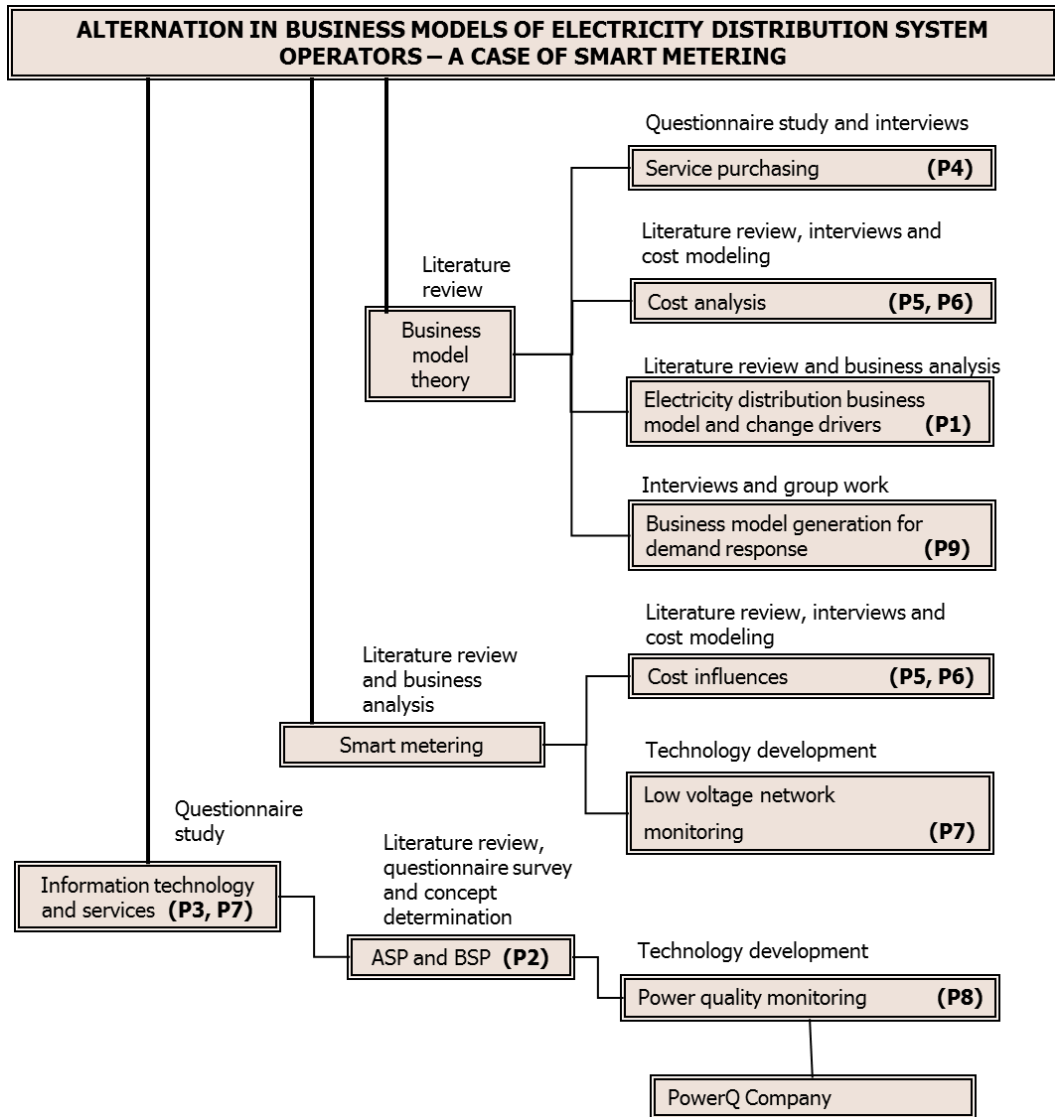 ALTERNATION IN BUSINESS MODELS OF ELECTRICITY DISTRIBUTION SYSTEM
OPERATORS – A CASE OF SMART METERING
Questionnaire study and interviews
Service purchasing (P4)
Literature review, interviews and
cost modeling
Cost analysis (P5, P6)
Literature
review
Business
model
theory
Literature review and business analysis
Electricity distribution business
model and change drivers (P1)
Interviews and group work
Business model generation for
demand response (P9)
Literature review, interviews and
cost modeling
Cost influences (P5, P6)
Literature review
and business
analysis
Smart metering
Technology development
Low voltage network
monitoring (P7)
Questionnaire
study
Information technology
and services (P3, P7)
Literature review,
questionnaire survey
and concept
determination
ASP and BSP (P2)
Technology development
Power quality monitoring (P8)
PowerQ Company